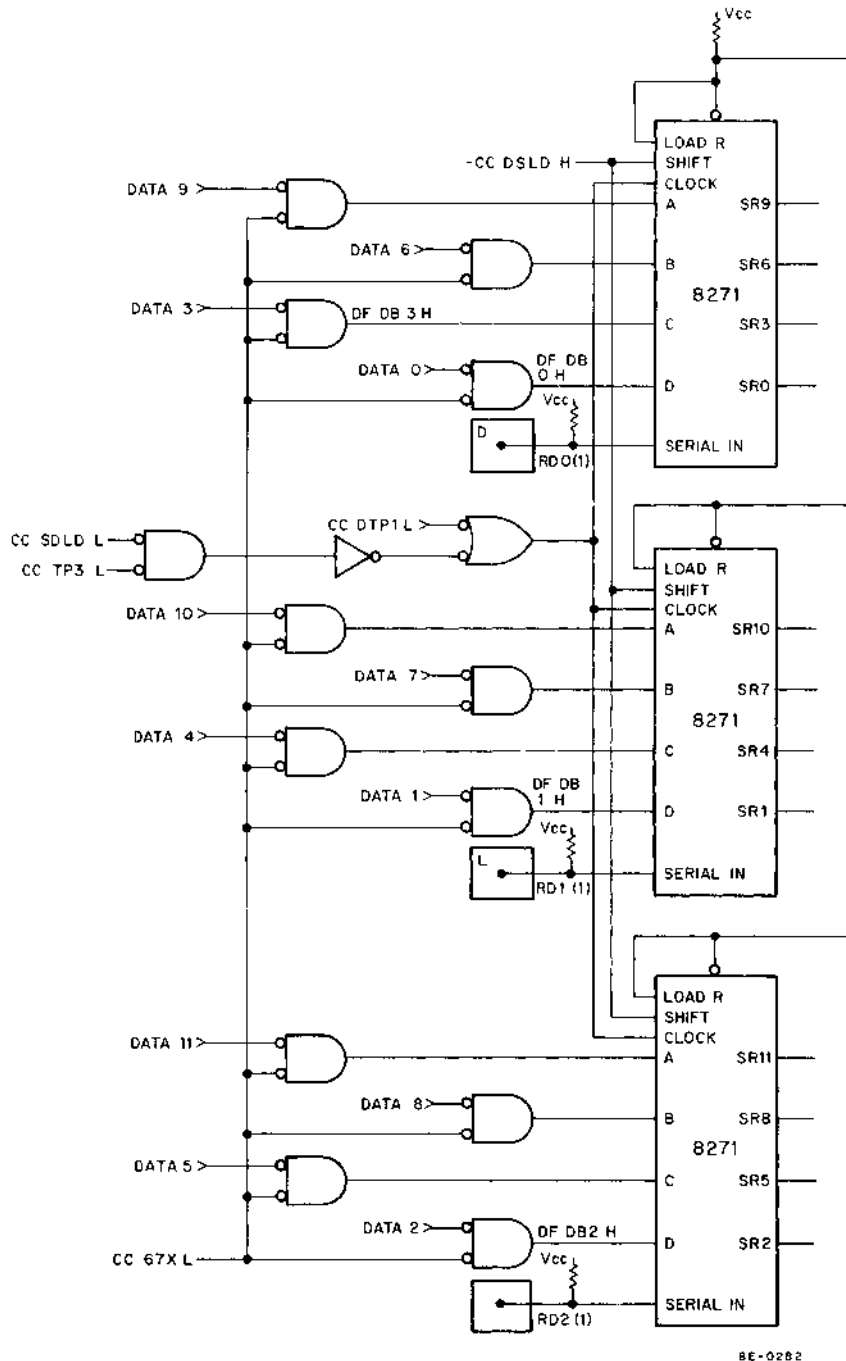 Vcc
LOAD R
-CC DSLD H
SHIFT
CLOCK
DATA 9
A
SR9
DATA 6
B
SR6
8271
DATA 3
DF DB 3 H
C
SR3
DATA 0
DF DB
0 H
D
SR0
Vcc
D
RD0(1)
SERIAL IN
CC SDLD L
CC TP3 L
CC DTP1 L
LOAD R
SHIFT
CLOCK
DATA 10
A
SR10
DATA 7
B
SR7
8271
DATA 4
C
SR4
DATA 1
DF DB
1 H
D
SR1
Vcc
L
RD1 (1)
SERIAL IN
LOAD R
SHIFT
CLOCK
DATA 11
A
SR11
DATA 8
B
SR8
8271
DATA 5
C
SR5
DATA 2
DF DB2 H
D
SR2
CC 67X L
Vcc
RD2 (1)
SERIAL IN
8E-0282